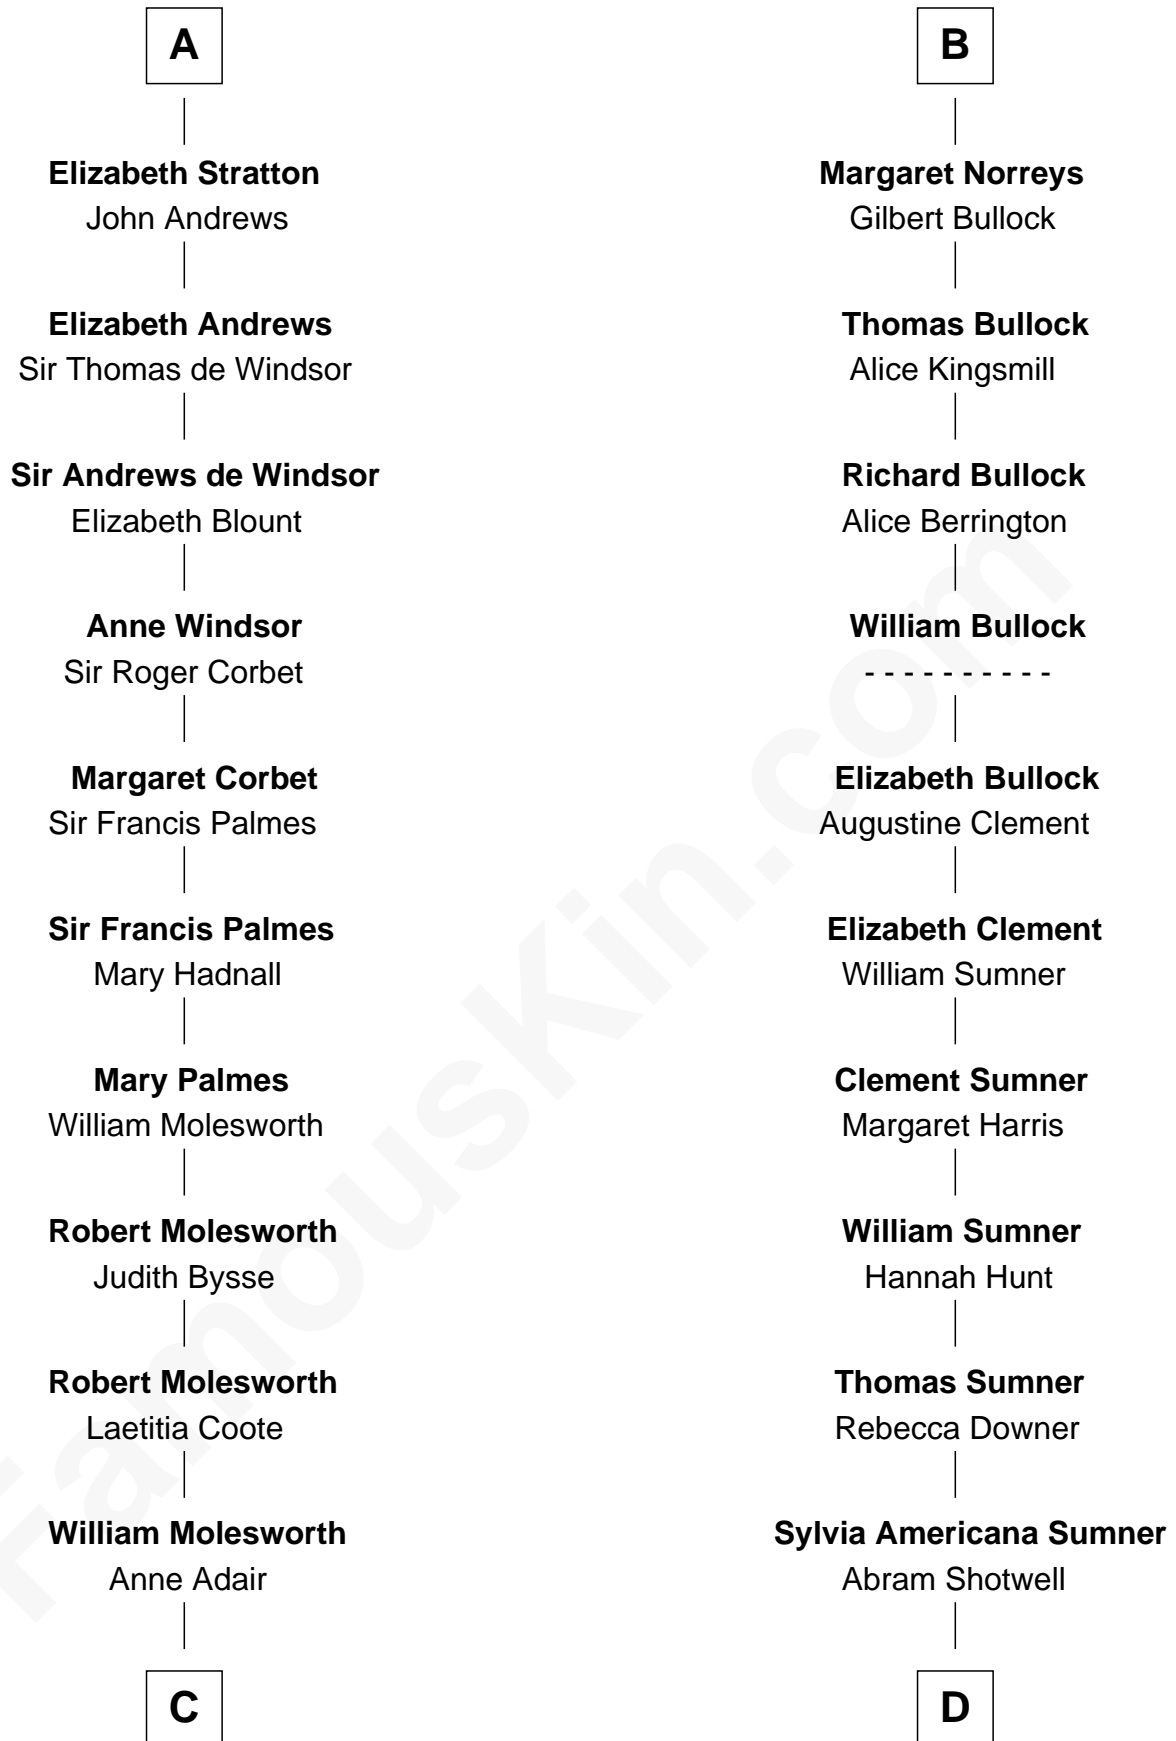 A
Elizabeth Stratton
John Andrews
Elizabeth Andrews
Sir Thomas de Windsor
Sir Andrews de Windsor
Elizabeth Blount
Anne Windsor
Sir Roger Corbet
Margaret Corbet
Sir Francis Palmes
Sir Francis Palmes
Mary Hadnall
Mary Palmes
William Molesworth
Robert Molesworth
Judith Bysse
Robert Molesworth
Laetitia Coote
William Molesworth
Anne Adair
C
B
Margaret Norreys
Gilbert Bullock
Thomas Bullock
Alice Kingsmill
Richard Bullock
Alice Berrington
William Bullock
- - - - - - - - - -
Elizabeth Bullock
Augustine Clement
Elizabeth Clement
William Sumner
Clement Sumner
Margaret Harris
William Sumner
Hannah Hunt
Thomas Sumner
Rebecca Downer
Sylvia Americana Sumner
Abram Shotwell
D
FamousKin.com